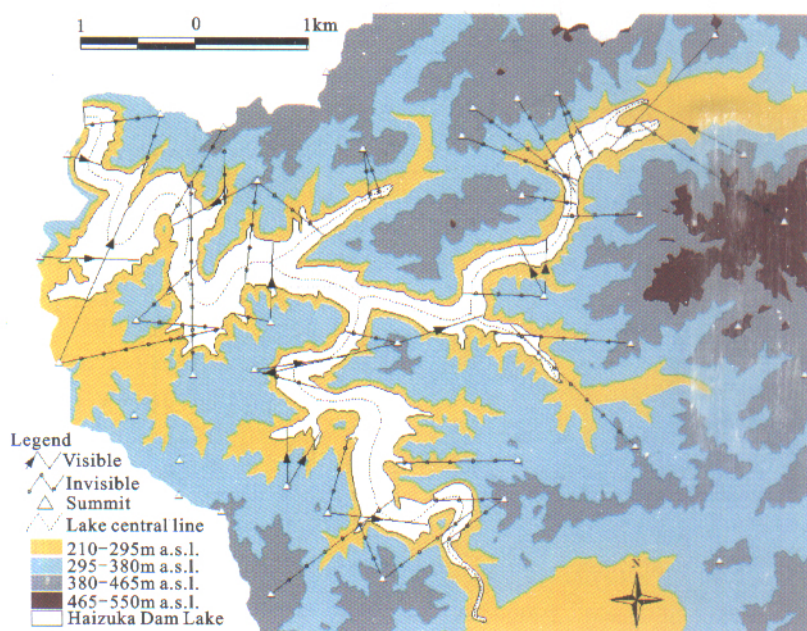 1 0 1km
N
Legend
Visible
Invisible
Summit
Lake central line
210-295m a.s.l.
295-380m a.s.l.
380-465m a.s.l.
465-550m a.s.l.
Haizuka Dam Lake